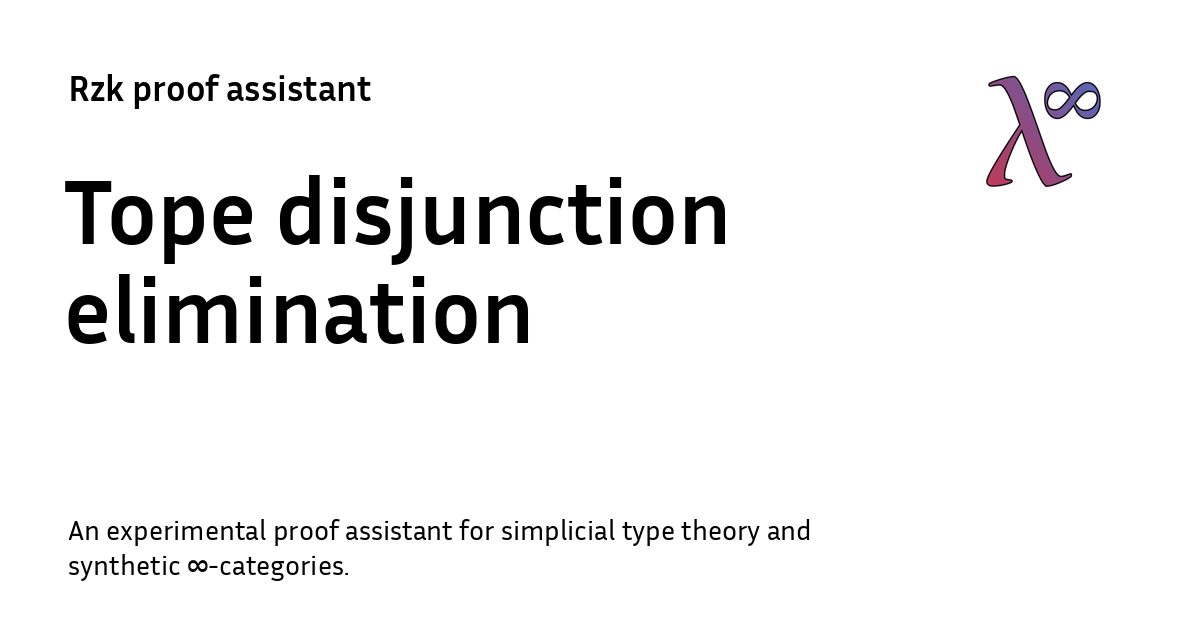 Rzk proof assistant
λ∞
Tope disjunction
elimination
An experimental proof assistant for simplicial type theory and
synthetic ∞-categories.